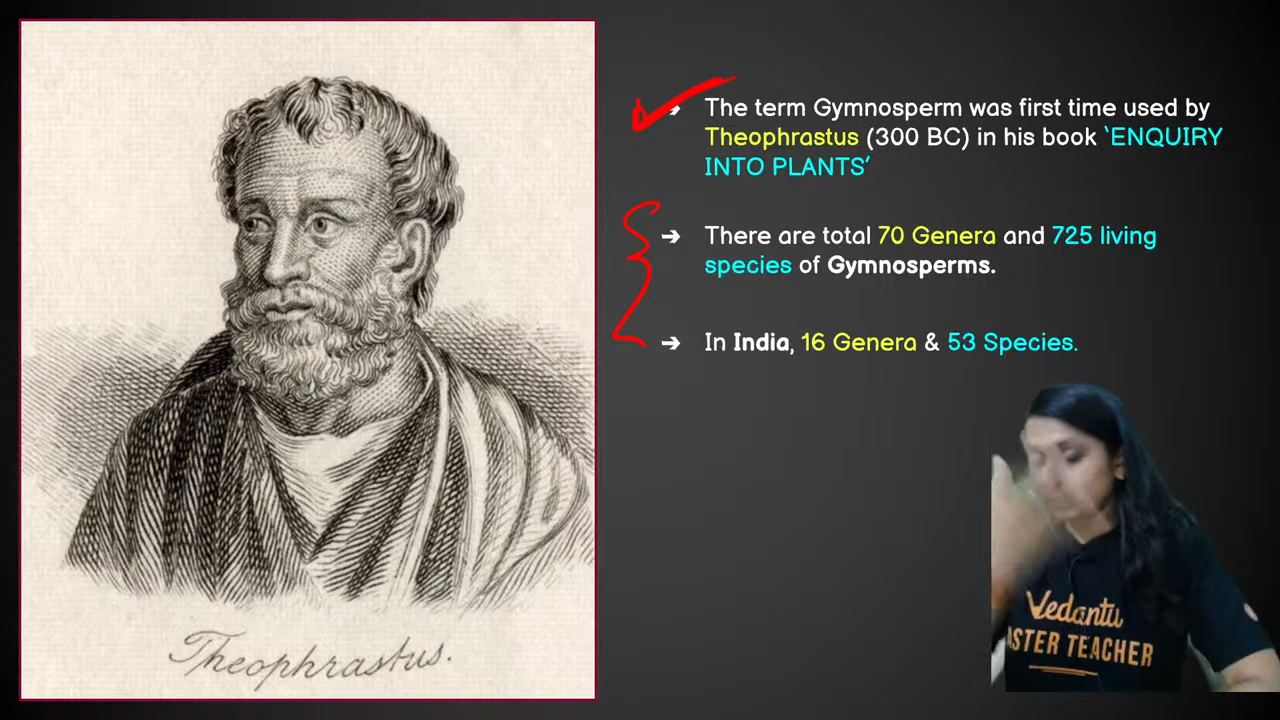 The term Gymnosperm was first time used by
Theophrastus (300 BC) in his book `ENQUIRY
INTO PLANTS’
There are total 70 Genera and 725 living
species of Gymnosperms.
In India, 16 Genera & 53 Species.
Theophrastus.
Vedantu
ASTER TEACHER